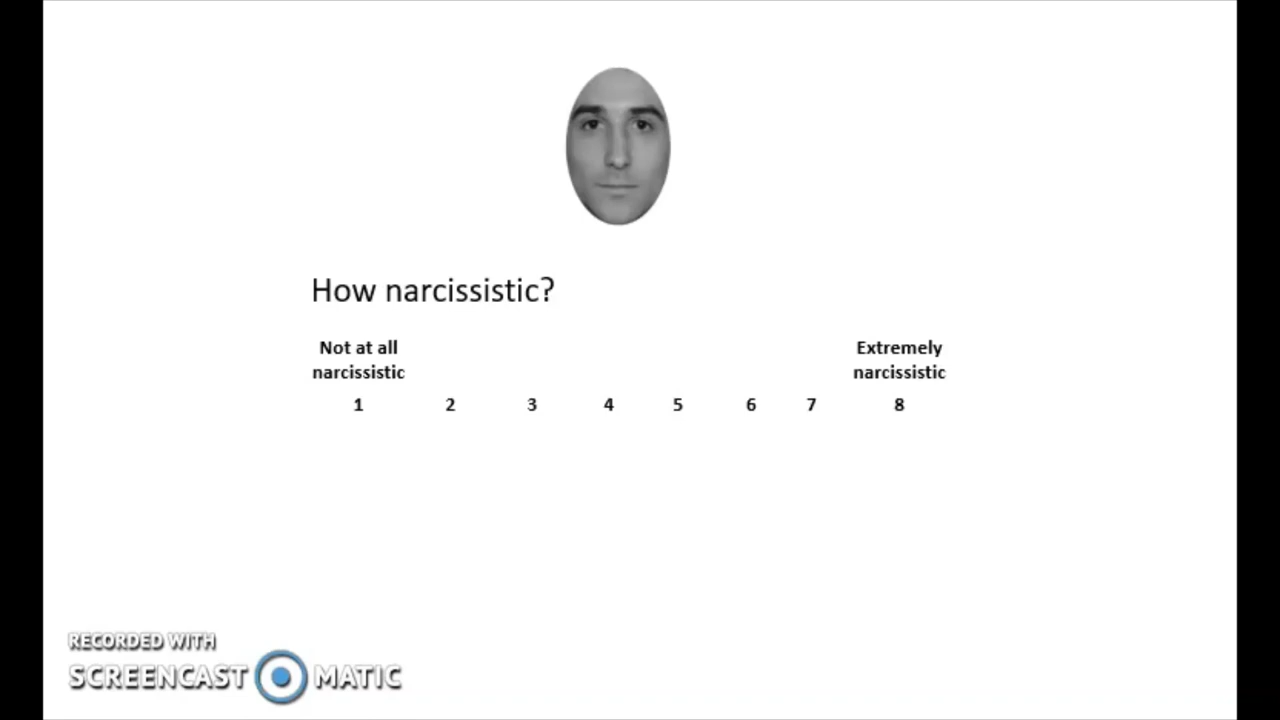 How narcissistic?
Not at all narcissistic
Extremely narcissistic
1 2 3 4 5 6 7 8
RECORDED WITH
SCREENCAST MATIC